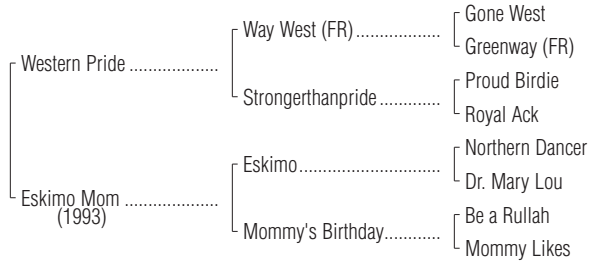 Gone West
Way West (FR)..................
Greenway (FR)
Western Pride ...................
Proud Birdie
Strongerthanpride .............
Royal Ack
Northern Dancer
Eskimo..............................
Dr. Mary Lou
Eskimo Mom ....................
(1993)
Be a Rullah
Mommy's Birthday............
Mommy Likes